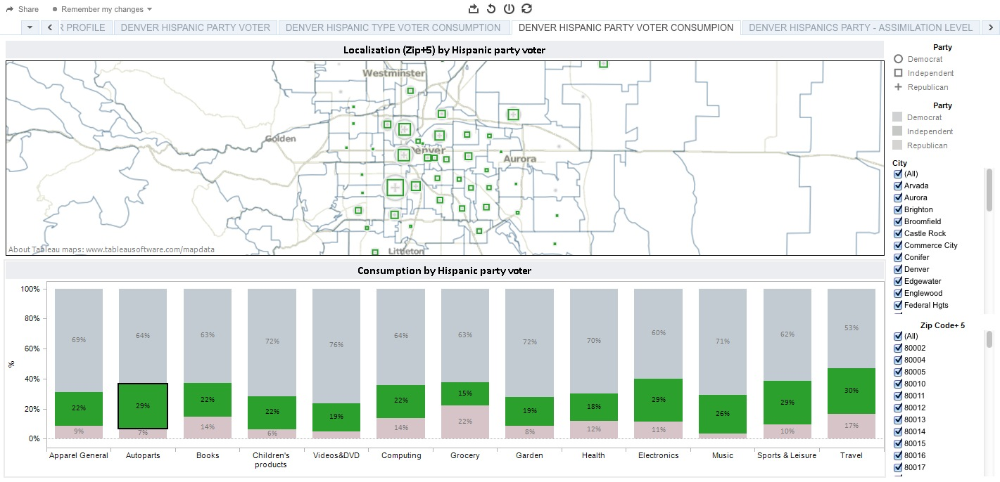 Share
Remember my changes
R PROFILE
DENVER HISPANIC PARTY VOTER
DENVER HISPANIC TYPE VOTER CONSUMPTION
DENVER HISPANIC PARTY VOTER CONSUMPION
DENVER HISPANICS PARTY - ASSIMILATION LEVEL
Localization (Zip+5) by Hispanic party voter
Westminster
Golden
Denver
Aurora
Littleton
About Tableau maps: www.tableausoftware.com/mapdata
Party
Democrat
Independent
Republican
Party
Democrat
Independent
Republican
City
(All)
Arvada
Aurora
Brighton
Broomfield
Castle Rock
Commerce City
Conifer
Denver
Edgewater
Englewood
Federal Hgts
Zip Code+ 5
(All)
80002
80004
80005
80010
80011
80012
80013
80014
80015
80016
80017
Consumption by Hispanic party voter
%
100%
80%
60%
40%
20%
0%
69% 64% 63% 72% 76% 64% 63% 72% 70% 60% 71% 62% 53%
22% 29% 22% 22% 19% 22% 15% 19% 18% 29% 26% 29% 30%
9% 7% 14% 6% 14% 22% 8% 12% 11% 10% 17%
Apparel General
Autoparts
Books
Children's
products
Videos&DVD
Computing
Grocery
Garden
Health
Electronics
Music
Sports & Leisure
Travel